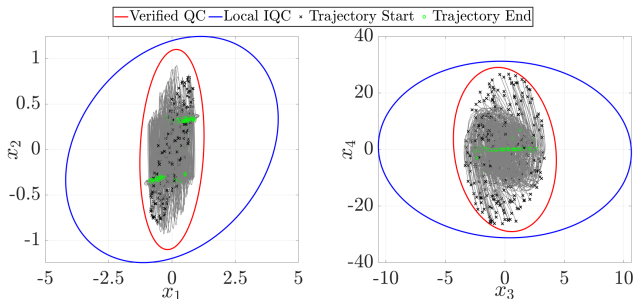 Verified QC Local IQC Trajectory Start Trajectory End
1
0.5
0
-0.5
-1
x2
-5 -2.5 0 2.5 5
x1
40
20
0
-20
-40
x4
-10 -5 0 5 10
x3